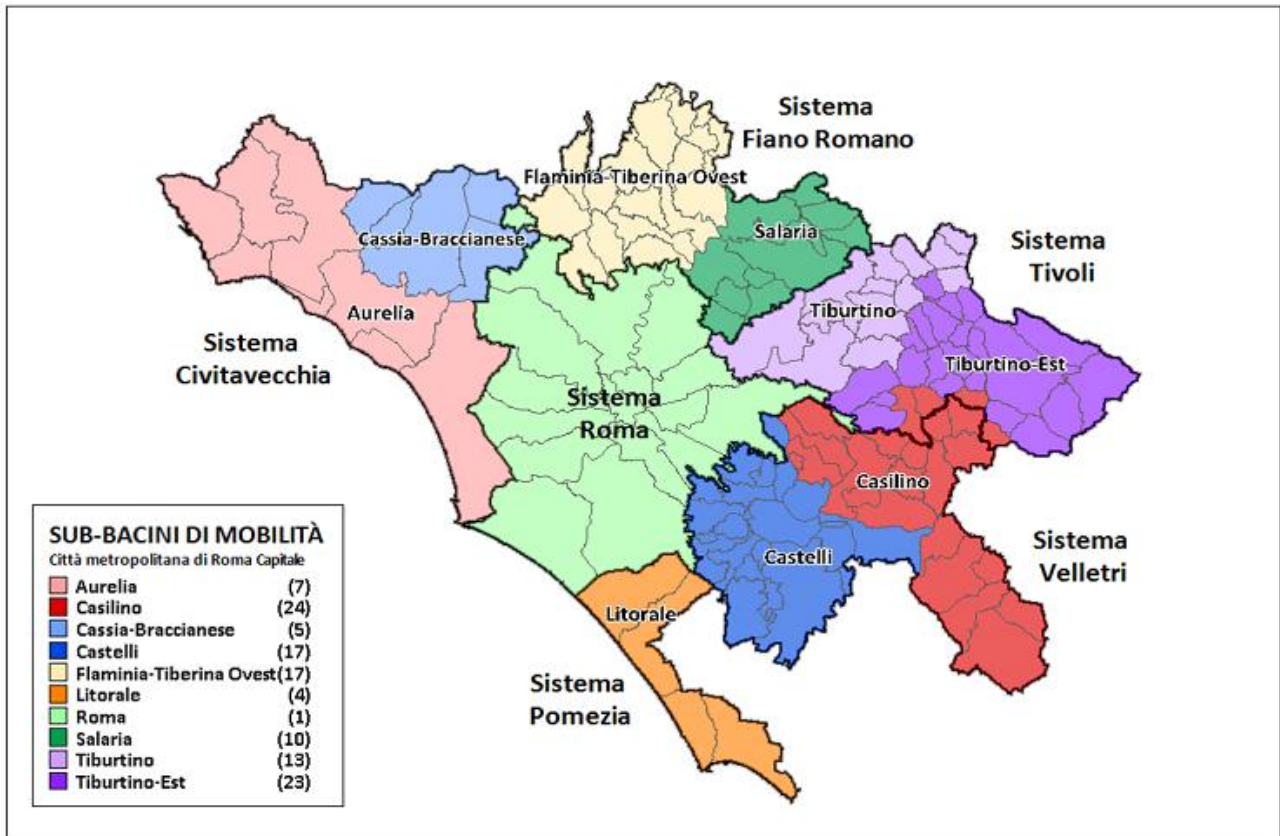 Sistema
Fiano Romano
Flaminia-Tiberina Ovest
Salaria
Cassia-Braccianese
Sistema
Tivoli
Aurelia
Tiburtino
Sistema
Civitavecchia
Tiburtino-Est
Sistema
Roma
Casilino
Castelli
Sistema
Velletri
Litorale
Sistema
Pomezia
SUB-BACINI DI MOBILITÀ
Città metropolitana di Roma Capitale
Aurelia (7)
Casilino (24)
Cassia-Braccianese (5)
Castelli (17)
Flaminia-Tiberina Ovest(17)
Litorale (4)
Roma (1)
Salaria (10)
Tiburtino (13)
Tiburtino-Est (23)